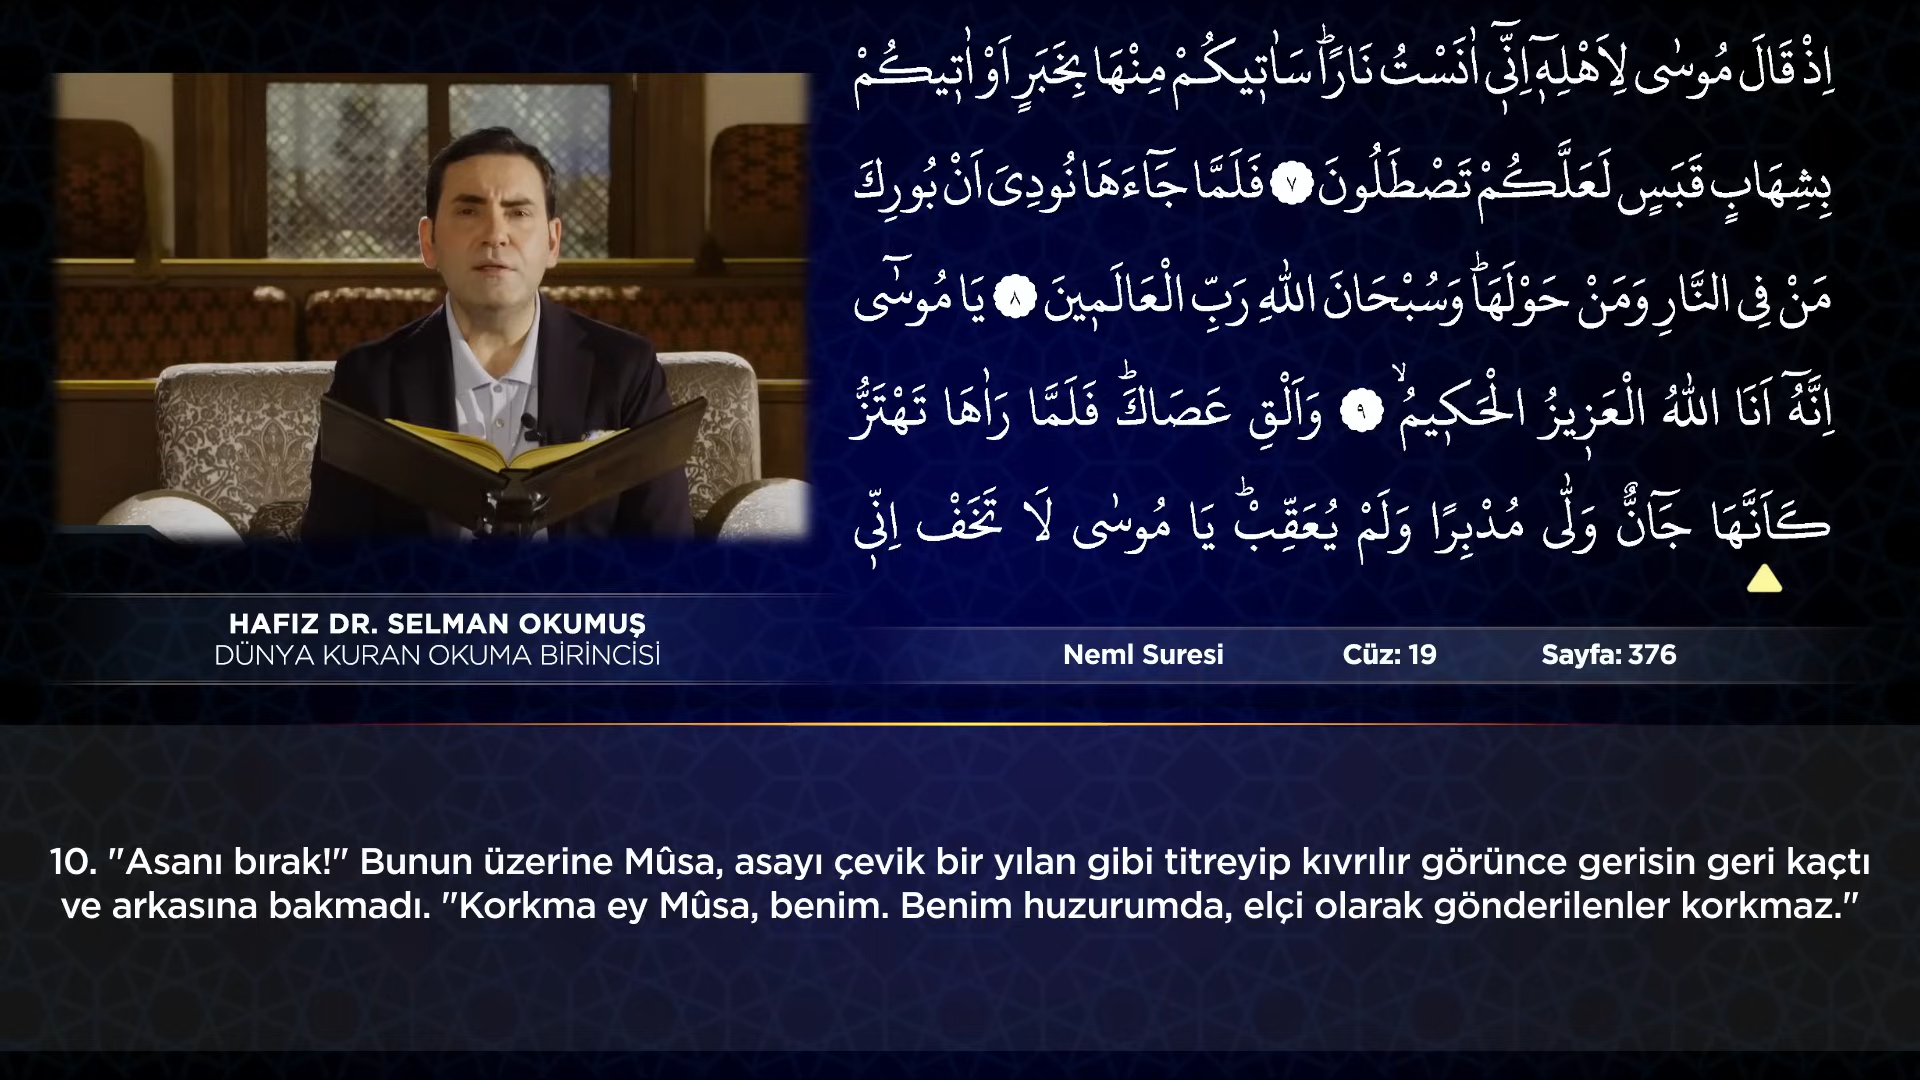 اِذْ قَالَ مُوسٰى لِاَهْلِه۪ٓ اِنّ۪ٓي اٰنَسْتُ نَارًاۜ سَاٰت۪يكُمْ مِنْهَا بِخَبَرٍ اَوْ اٰت۪يكُمْ
بِشِهَابٍ قَبَسٍ لَعَلَّكُمْ تَصْطَلُونَ ٧ فَلَمَّا جَٓاءَهَا نُودِيَ اَنْ بُورِكَ
مَنْ فِي النَّارِ وَمَنْ حَوْلَهَاۜ وَسُبْحَانَ اللّٰهِ رَبِّ الْعَالَم۪ينَ ٨ يَا مُوسٰٓى
اِنَّهُٓ اَنَا اللّٰهُ الْعَز۪يزُ الْحَك۪يمُۙ ٩ وَاَلْقِ عَصَاكَۜ فَلَمَّا رَاٰهَا تَهْتَزُّ
كَاَنَّهَا جَٓانٌّ وَلّٰى مُدْبِرًا وَلَمْ يُعَقِّبْۜ يَا مُوسٰى لَا تَخَفْ اِنّ۪ي
HAFIZ DR. SELMAN OKUMUŞ
DÜNYA KURAN OKUMA BİRİNCİSİ
Neml Suresi Cüz: 19 Sayfa: 376
10. "Asanı bırak!" Bunun üzerine Mûsa, asayı çevik bir yılan gibi titreyip kıvrılır görünce gerisin geri kaçtı
ve arkasına bakmadı. "Korkma ey Mûsa, benim. Benim huzurumda, elçi olarak gönderilenler korkmaz."